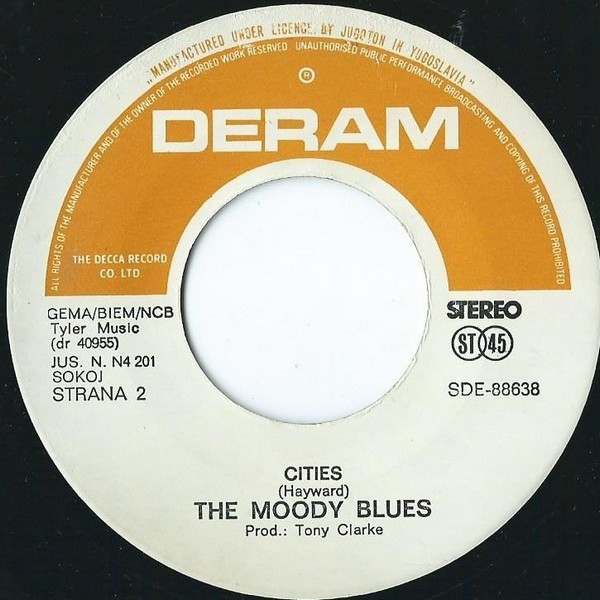 "MANUFACTURED UNDER LICENCE, BY JUGOTON IN YUGOSLAVIA"
ALL RIGHTS OF THE MANUFACTURER AND OF THE OWNER OF THE RECORDED WORK RESERVED UNAUTHORISED PUBLIC PERFORMANCE BROADCASTING AND COPYING OF THIS RECORD PROHIBITED
®
DERAM
THE DECCA RECORD
CO. LTD.
GEMA/BIEM/NCB
Tyler Music
(dr 40955)
JUS. N. N4 201
SOKOJ
STRANA 2
STEREO
ST 45
SDE-88638
CITIES
(Hayward)
THE MOODY BLUES
Prod.: Tony Clarke